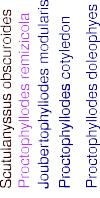 Scutulanyssus obscuroides
Proctophyllodes remizicola
Joubertophyllodes modularis
Proctophyllodes cotyledon
Proctophyllodes doleophyes